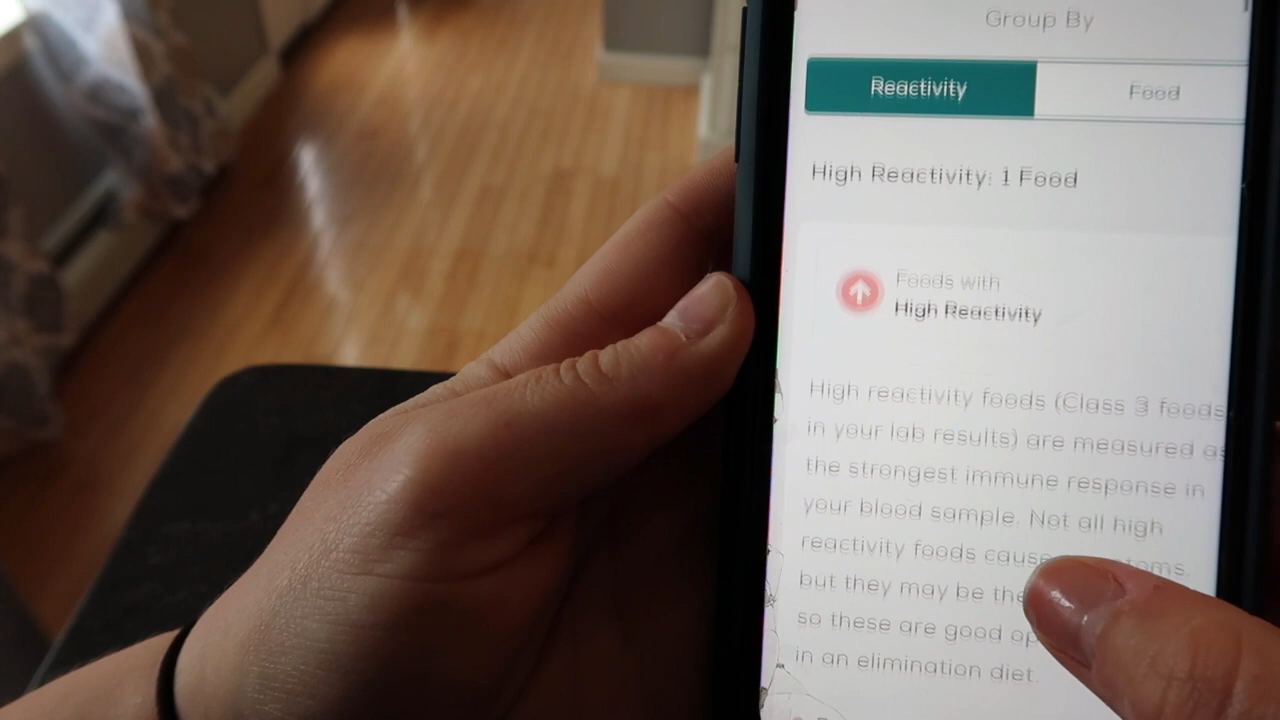 Group By
Reactivity
Food
High Reactivity: 1 Food
Foods with
High Reactivity
High reactivity foods (Class 3 foods
in your lab results) are measured as
the strongest immune response in
your blood sample. Not all high
reactivity foods cause
but they may be the
so these are good op
in an elimination diet.